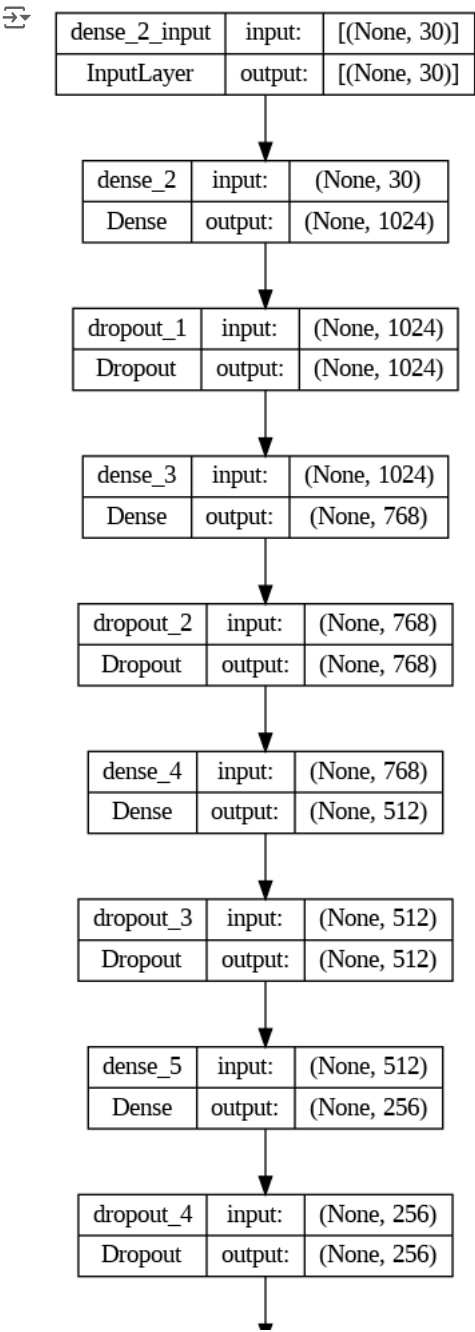 dense_2_input input: [(None, 30)]
InputLayer output: [(None, 30)]
dense_2 input: (None, 30)
Dense output: (None, 1024)
dropout_1 input: (None, 1024)
Dropout output: (None, 1024)
dense_3 input: (None, 1024)
Dense output: (None, 768)
dropout_2 input: (None, 768)
Dropout output: (None, 768)
dense_4 input: (None, 768)
Dense output: (None, 512)
dropout_3 input: (None, 512)
Dropout output: (None, 512)
dense_5 input: (None, 512)
Dense output: (None, 256)
dropout_4 input: (None, 256)
Dropout output: (None, 256)